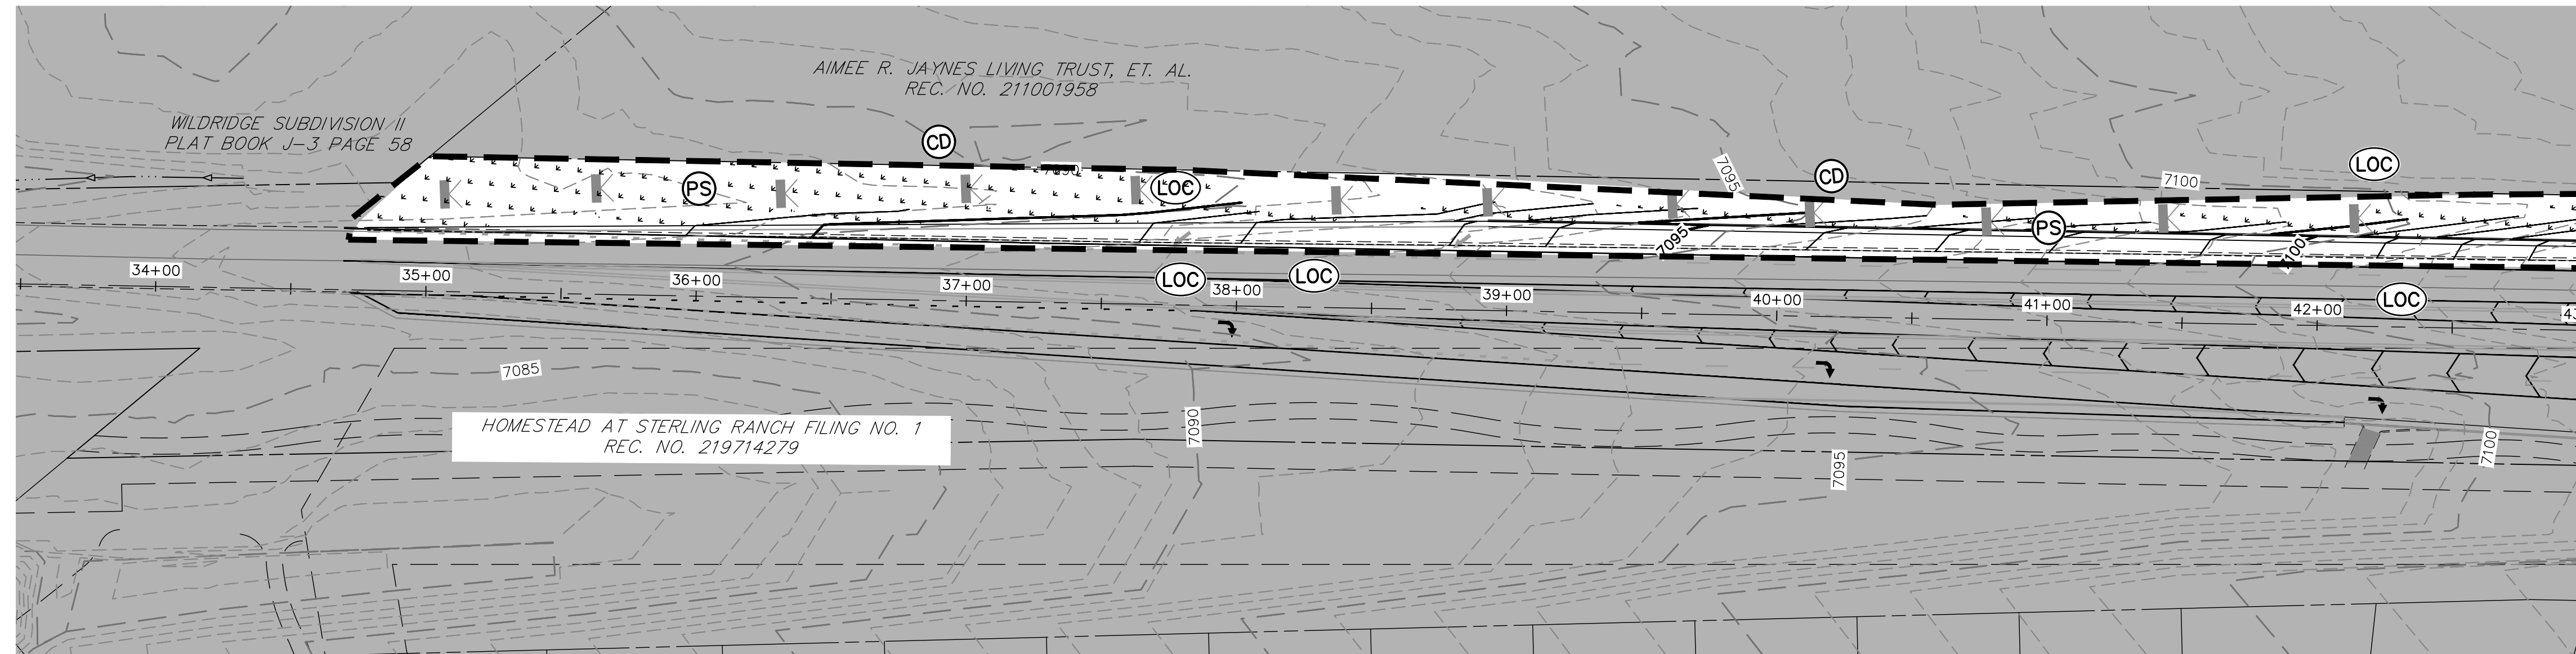 AIMEE R. JAYNES LIVING TRUST, ET. AL.
REC. NO. 211001958
WILDRIDGE SUBDIVISION II
PLAT BOOK J-3 PAGE 58
CD
7090
7095
CD
LOC
7100
PS
LOC
PS
7095
7100
34+00
35+00
36+00
37+00
LOC
38+00
LOC
39+00
40+00
41+00
42+00
LOC
7085
HOMESTEAD AT STERLING RANCH FILING NO. 1
REC. NO. 219714279
7090
7095
7100